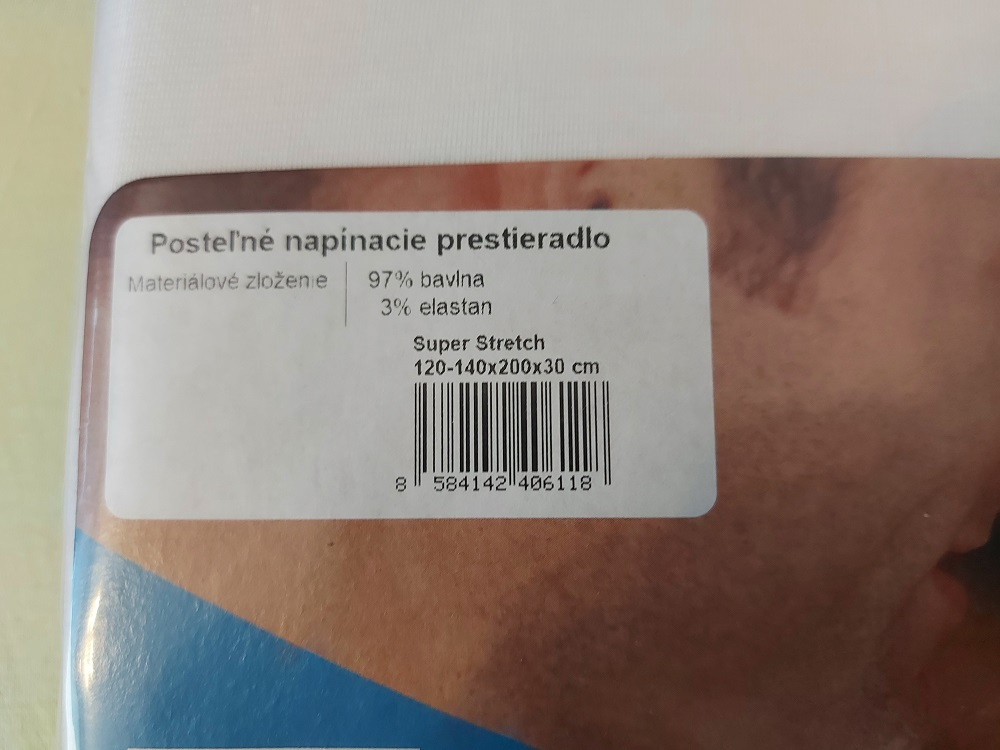 Posteľné napínacie prestieradlo
Materiálové zloženie
97% bavlna
3% elastan
Super Stretch
120-140x200x30 cm
8 584142 406118